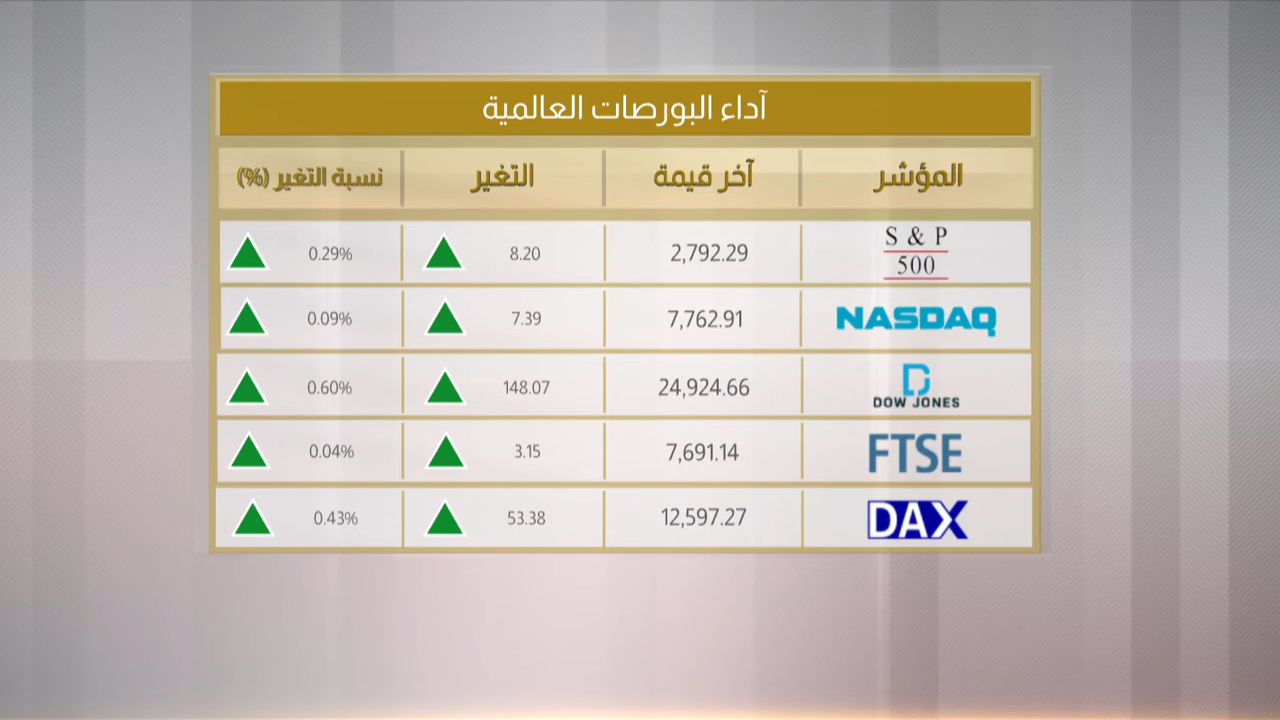 آداء البورصات العالمية
المؤشر آخر قيمة التغير نسبة التغير (%)
S & P 500 2,792.29 8.20 0.29%
NASDAQ 7,762.91 7.39 0.09%
DOW JONES 24,924.66 148.07 0.60%
FTSE 7,691.14 3.15 0.04%
DAX 12,597.27 53.38 0.43%